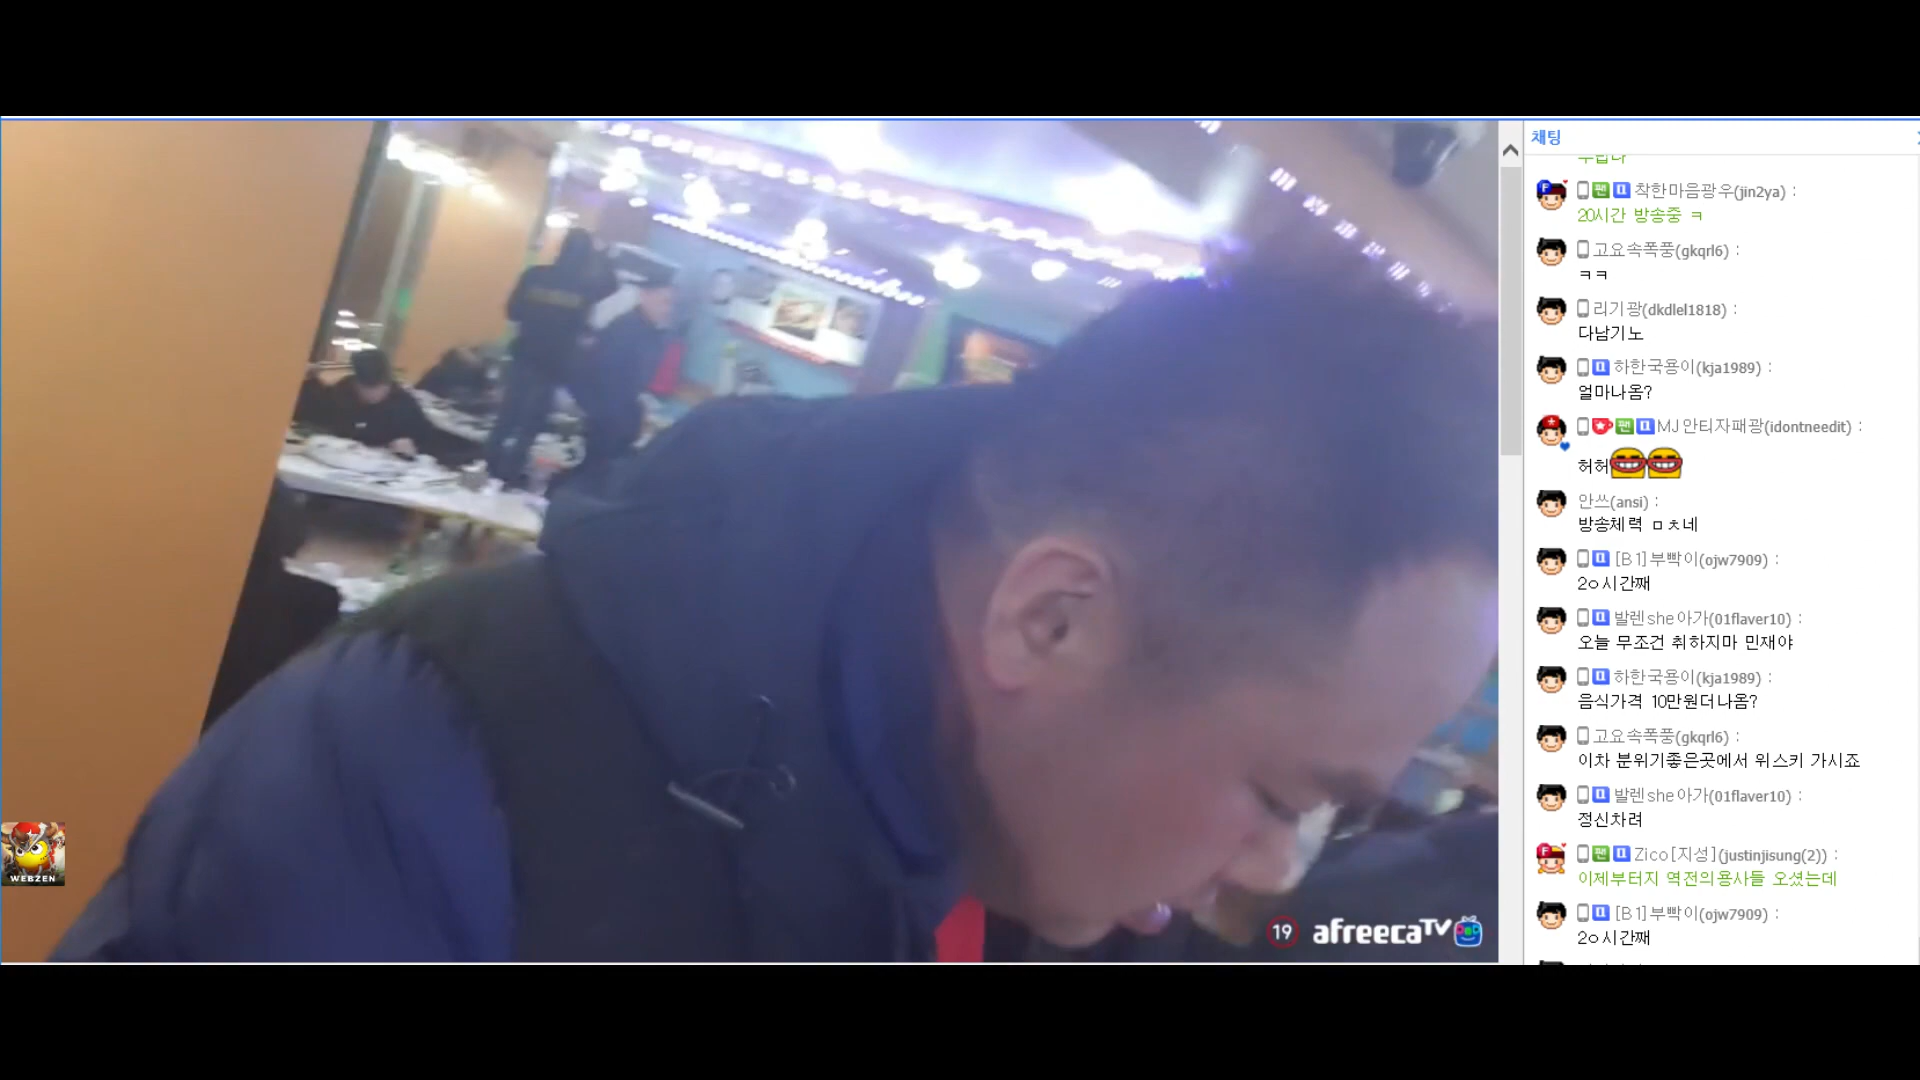 채팅
착한마음광우(jin2ya) :
20시간 방송중 ㅋ
고요속폭풍(gkqrl6) :
ㅋㅋ
리기광(dkdlel1818) :
다남기노
하한국용이(kja1989) :
얼마나옴?
MJ안티자패광(idontneedit) :
허허
안쓰(ansi) :
방송체력 ㅁㅊ네
[B1]부빡이(ojw7909) :
2ㅇ시간째
발렌she아가(01flaver10) :
오늘 무조건 취하지마 민재야
하한국용이(kja1989) :
음식가격 10만원더나옴?
고요속폭풍(gkqrl6) :
이차 분위기좋은곳에서 위스키 가시죠
발렌she아가(01flaver10) :
정신차려
Zico[지성](justinjisung(2)) :
이제부터지 역전의용사들 오셨는데
[B1]부빡이(ojw7909) :
2ㅇ시간째
WEBZEN
19 afreecaTV